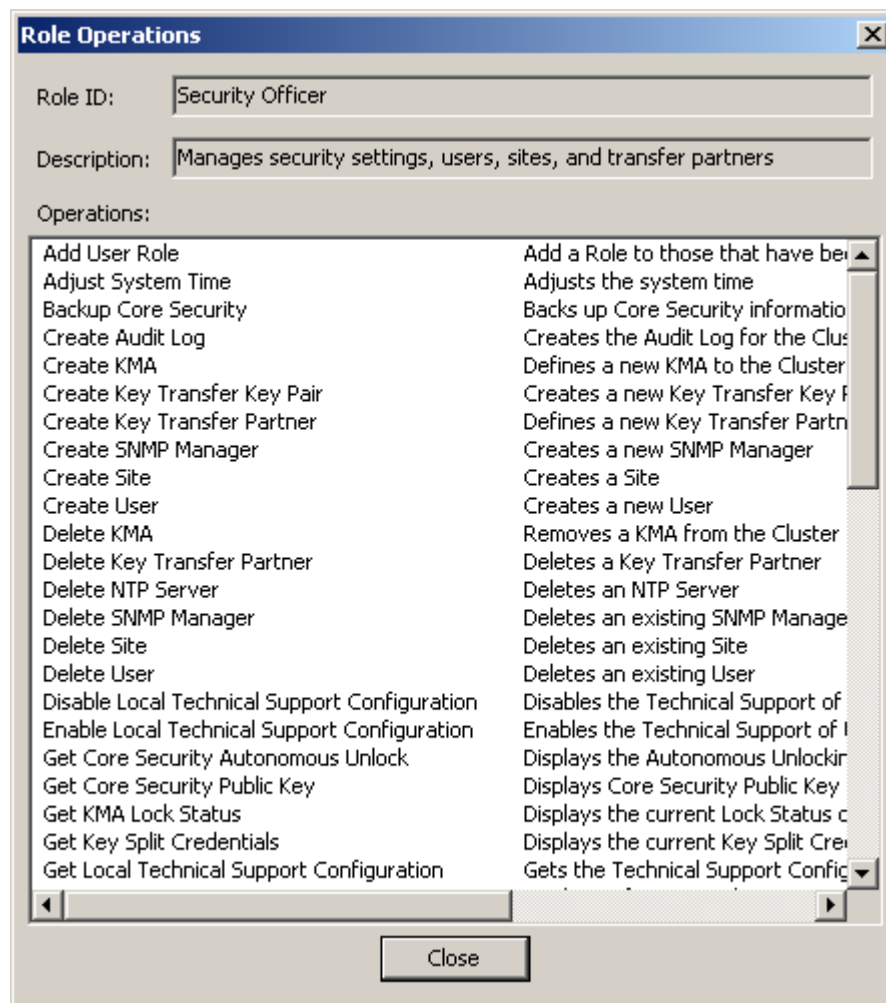 Role Operations
Role ID: Security Officer
Description: Manages security settings, users, sites, and transfer partners
Operations:
Add User Role Add a Role to those that have
Adjust System Time Adjusts the system time
Backup Core Security Backs up Core Security
Create Audit Log Creates the Audit Log for the
Create KMA Defines a new KMA to the Cluster
Create Key Transfer Key Pair Creates a new Key Transfer Key
Create Key Transfer Partner Defines a new Key Transfer
Create SNMP Manager Creates a new SNMP Manager
Create Site Creates a Site
Create User Creates a new User
Delete KMA Removes a KMA from the Cluster
Delete Key Transfer Partner Deletes a Key Transfer Partner
Delete NTP Server Deletes an NTP Server
Delete SNMP Manager Deletes an existing SNMP
Delete Site Deletes an existing Site
Delete User Deletes an existing User
Disable Local Technical Support Configuration Disables the Technical Support of
Enable Local Technical Support Configuration Enables the Technical Support of
Get Core Security Autonomous Unlock Displays the Autonomous
Get Core Security Public Key Displays Core Security Public Key
Get KMA Lock Status Displays the current Lock Status
Get Key Split Credentials Displays the current Key Split
Get Local Technical Support Configuration Gets the Technical Support
Close